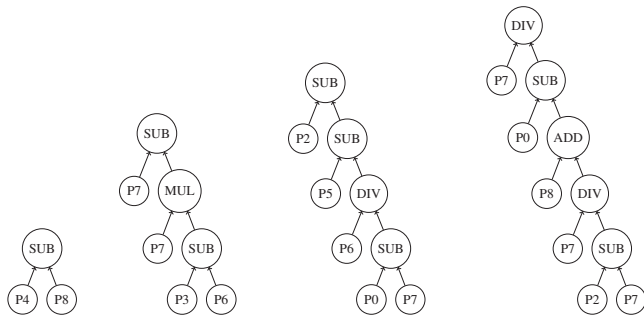 SUB
P4 P8
SUB
P7 MUL
P7 SUB
P3 P6
SUB
P2 SUB
P5 DIV
P6 SUB
P0 P7
DIV
P7 SUB
P0 ADD
P8 DIV
P7 SUB
P2 P7